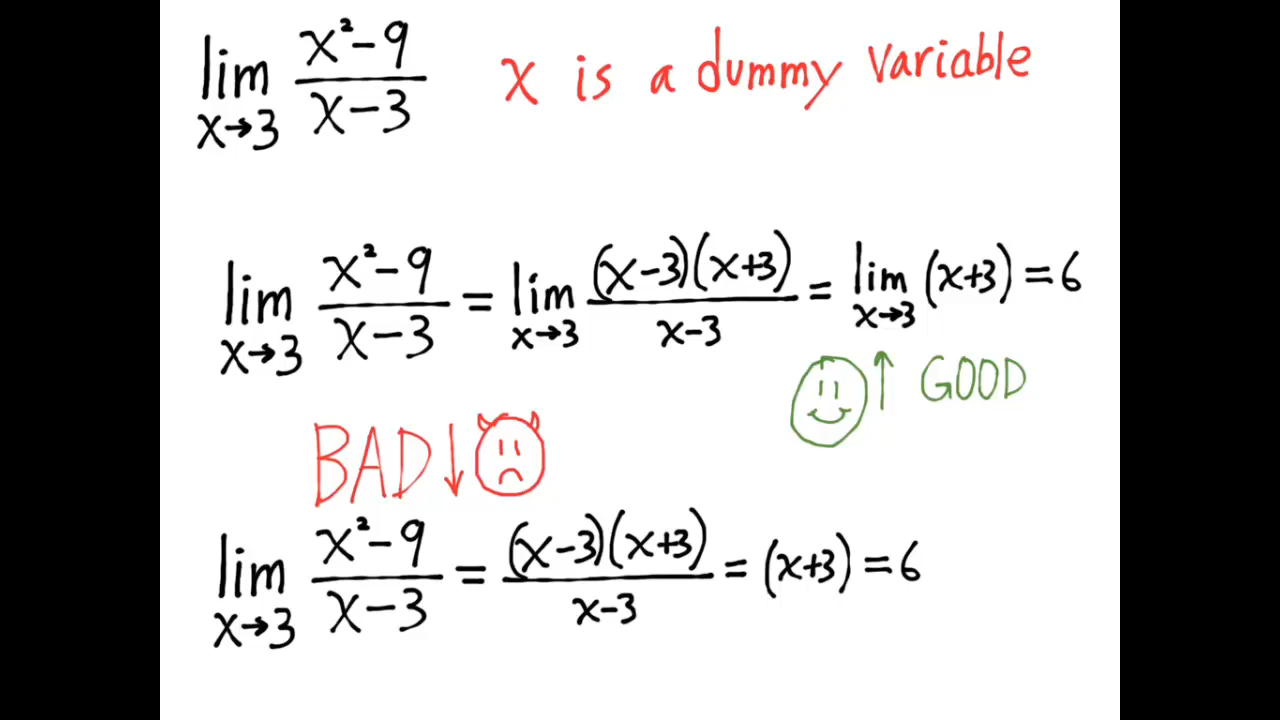 lim x→3 (x²-9)/(x-3) x is a dummy variable
lim x→3 (x²-9)/(x-3) = lim x→3 (x-3)(x+3)/(x-3) = lim x→3 (x+3) = 6
↑ GOOD
BAD ↓
lim x→3 (x²-9)/(x-3) = (x-3)(x+3)/(x-3) = (x+3) = 6